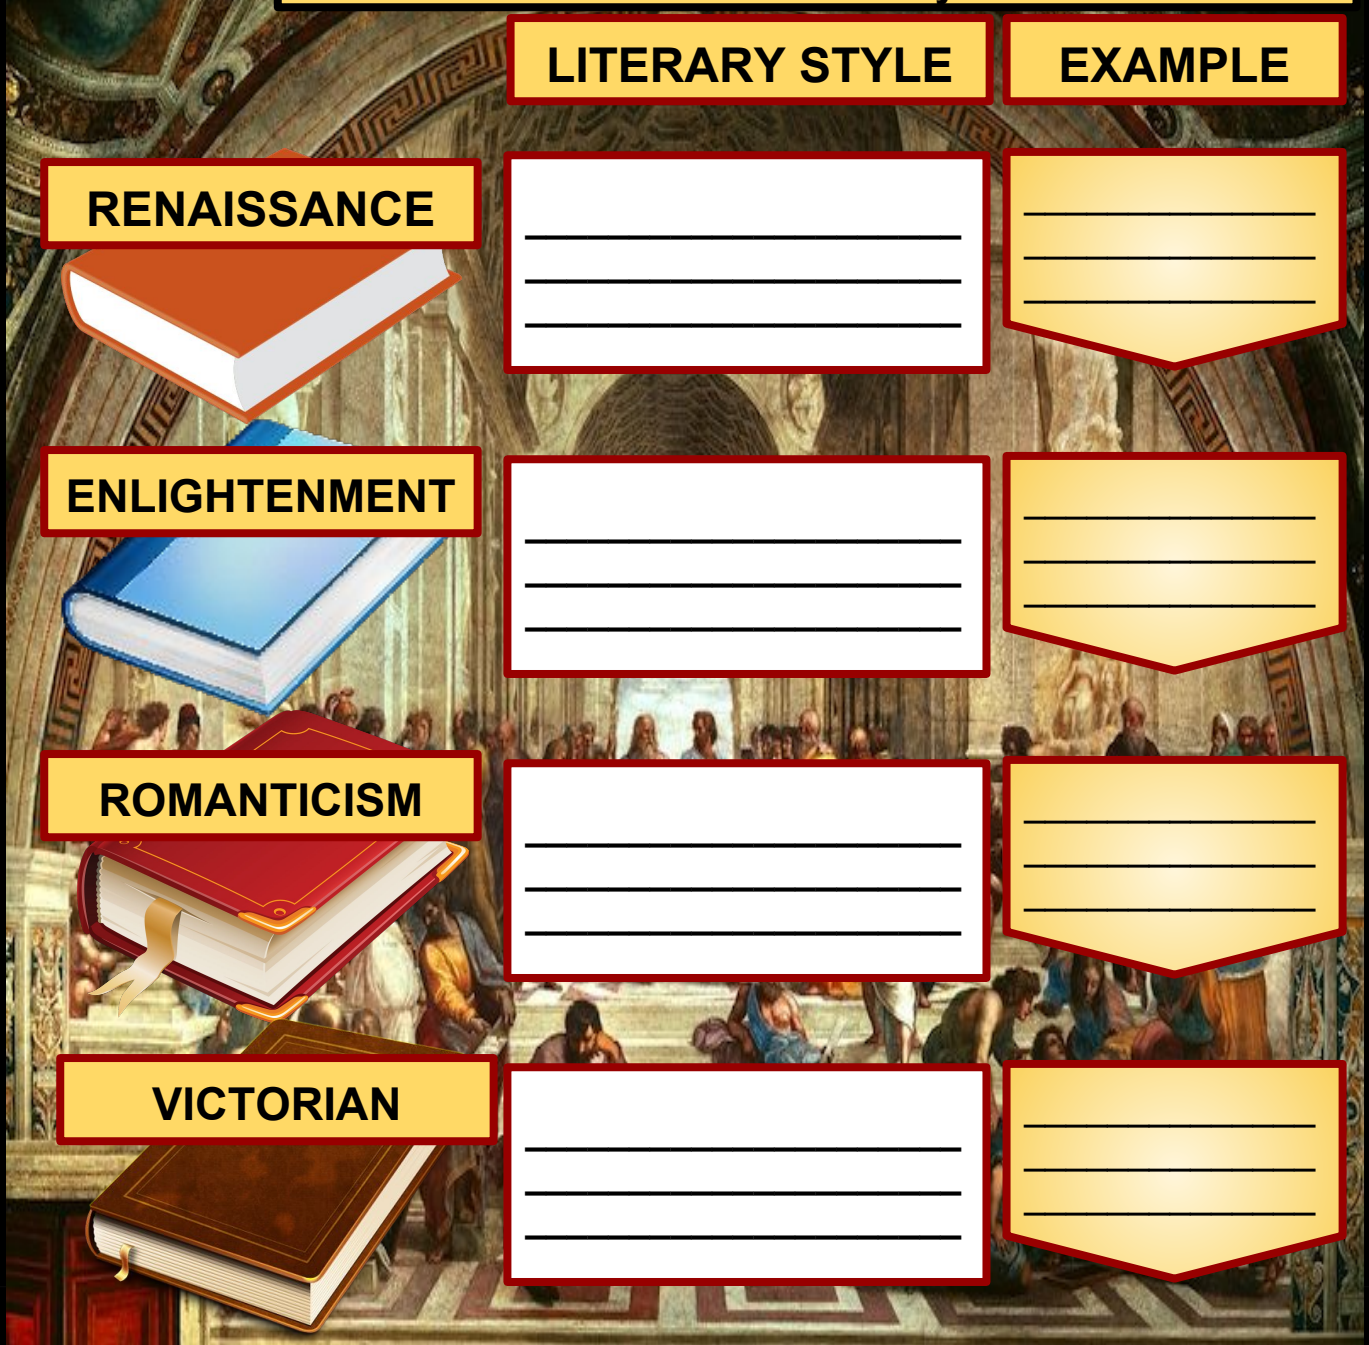 LITERARY STYLE
EXAMPLE
RENAISSANCE
ENLIGHTENMENT
ROMANTICISM
VICTORIAN